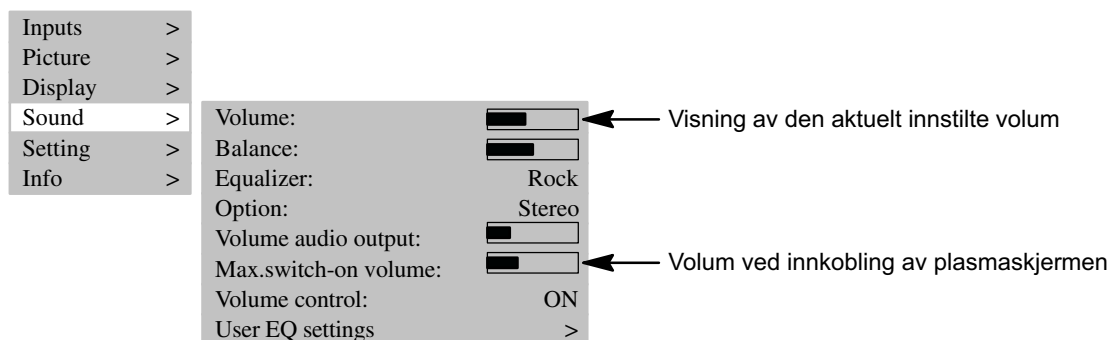 Inputs >
Picture >
Display >
Sound >
Setting >
Info >
Volume:
Visning av den aktuelt innstilte volum
Balance:
Equalizer: Rock
Option: Stereo
Volume audio output:
Max.switch-on volume:
Volum ved innkobling av plasmaskjermen
Volume control: ON
User EQ settings >